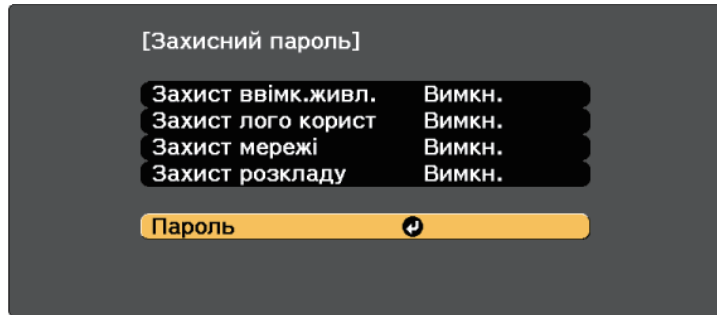 [Захисний пароль]
Захист ввімк.живл. Вимкн.
Захист лого корист Вимкн.
Захист мережі Вимкн.
Захист розкладу Вимкн.
Пароль